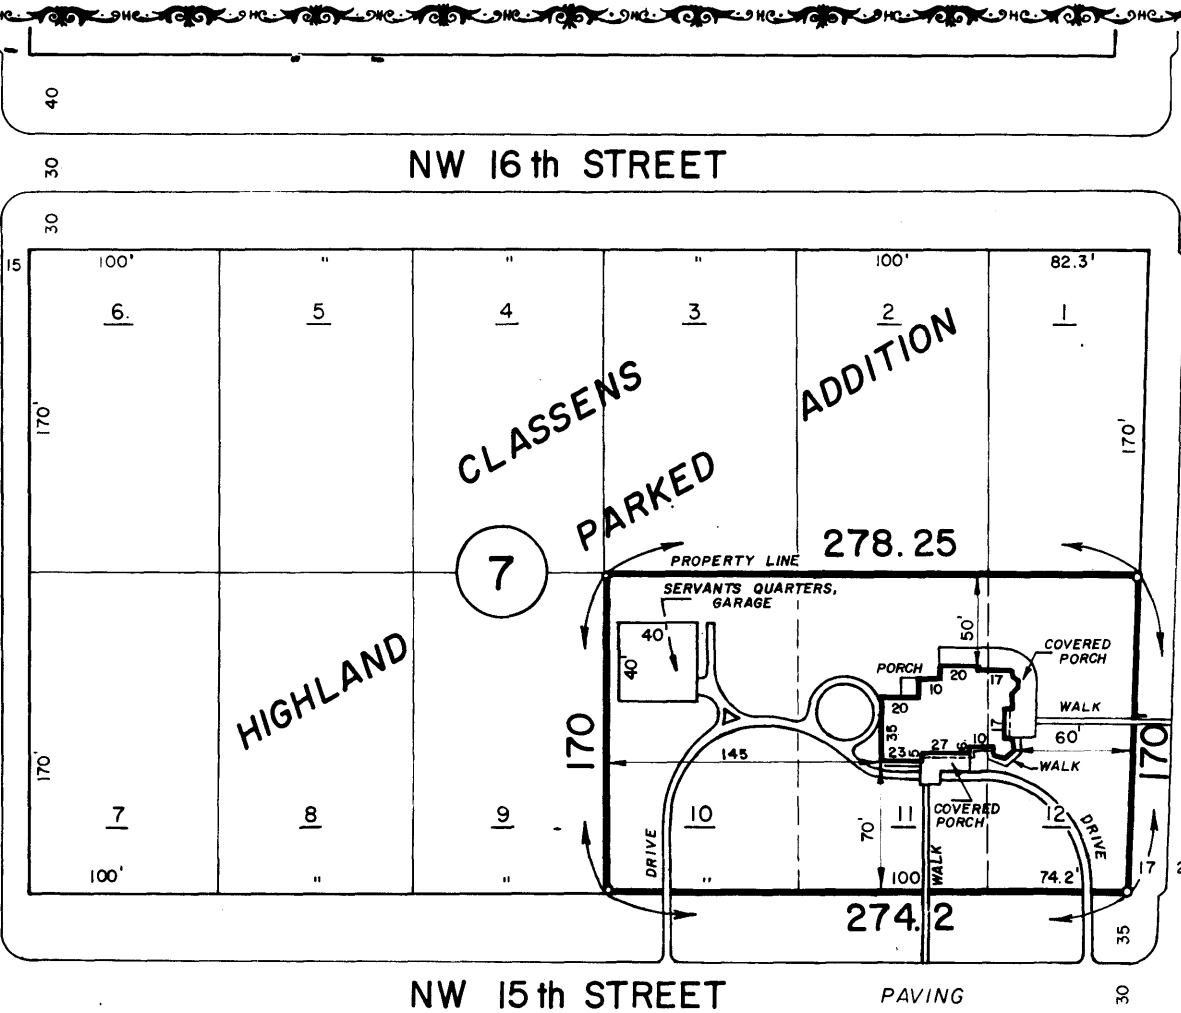 40
30
NW 16th STREET
30
15 100' " " " 100' 82.3'
6. 5 4 3 2 1
170' 170'
CLASSENS
ADDITION
PARKED
HIGHLAND
7
278.25
PROPERTY LINE
SERVANTS QUARTERS,
GARAGE
40'
40'
50'
COVERED
PORCH
PORCH
20
17
10
20
WALK
35
7
60'
27
10
6
23
5
145
WALK
170
170
170'
COVERED
PORCH
70'
7 8 9 10 11 12
DRIVE
WALK
DRIVE
17
100' " " " 100 74.2'
274.2
35
NW 15th STREET
PAVING
30